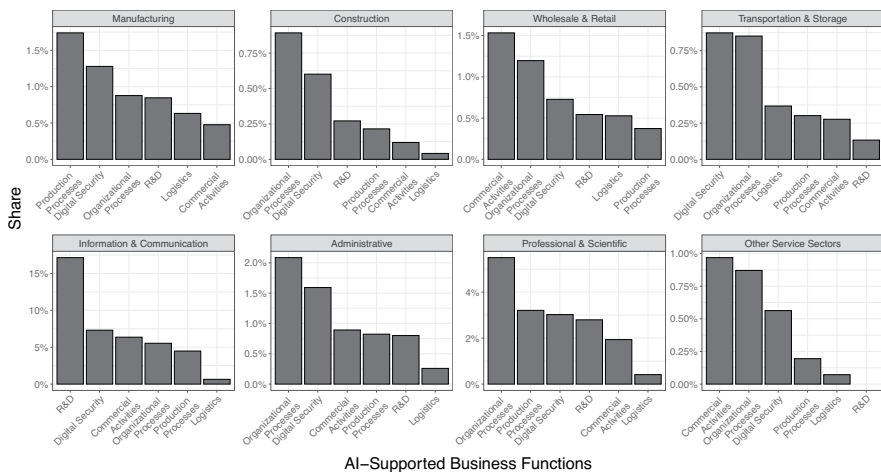 Share
Manufacturing
1.5%
1.0%
0.5%
0.0%
Production
Processes
Digital Security
Organizational
Processes
R&D
Logistics
Commercial
Activities
Construction
0.75%
0.50%
0.25%
0.00%
Organizational
Processes
Digital Security
R&D
Production
Processes
Commercial
Activities
Logistics
Wholesale & Retail
1.5%
1.0%
0.5%
0.0%
Commercial
Activities
Organizational
Processes
Digital Security
R&D
Logistics
Production
Processes
Transportation & Storage
0.75%
0.50%
0.25%
0.00%
Digital Security
Organizational
Processes
Logistics
Production
Processes
Commercial
Activities
R&D
Information & Communication
15%
10%
5%
0%
R&D
Digital Security
Commercial
Activities
Organizational
Processes
Production
Processes
Logistics
Administrative
2.0%
1.5%
1.0%
0.5%
0.0%
Organizational
Processes
Digital Security
Commercial
Activities
Production
Processes
R&D
Logistics
Professional & Scientific
4%
2%
0%
Organizational
Processes
Production
Processes
Digital Security
R&D
Commercial
Activities
Logistics
Other Service Sectors
1.00%
0.75%
0.50%
0.25%
0.00%
Commercial
Activities
Organizational
Processes
Digital Security
Production
Processes
Logistics
R&D
AI−Supported Business Functions